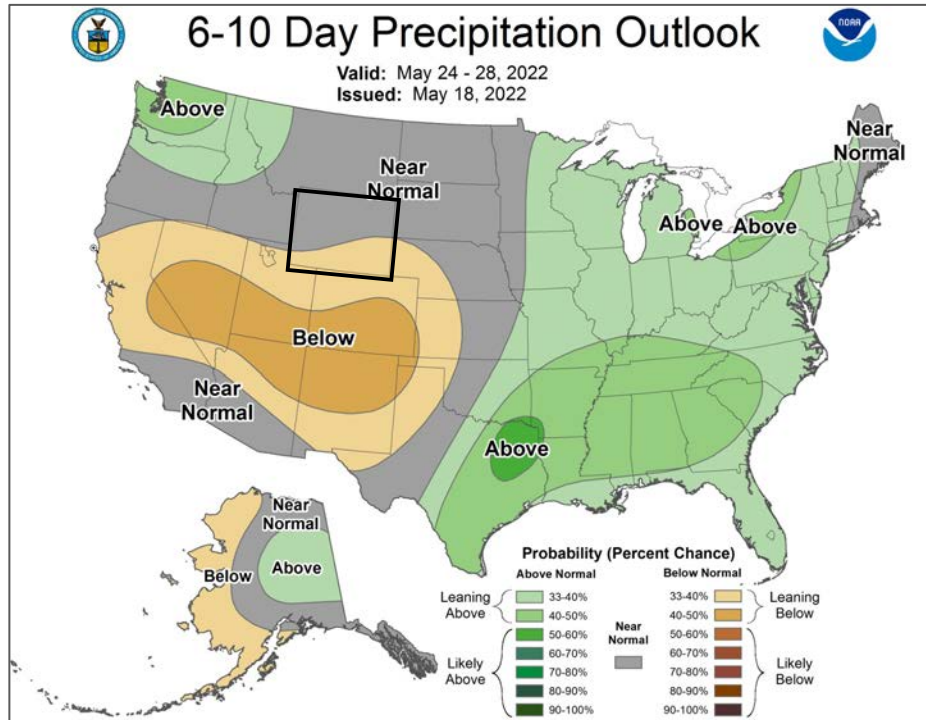 6-10 Day Precipitation Outlook
NOAA
Valid: May 24 - 28, 2022
Issued: May 18, 2022
Above
Near
Normal
Near
Normal
Above
Above
Below
Near
Normal
Above
Near
Normal
Below
Above
Probability (Percent Chance)
Above Normal
Below Normal
Leaning
Above
33-40%
40-50%
Likely
Above
50-60%
60-70%
70-80%
80-90%
90-100%
Near
Normal
33-40%
40-50%
Leaning
Below
50-60%
60-70%
70-80%
80-90%
90-100%
Likely
Below